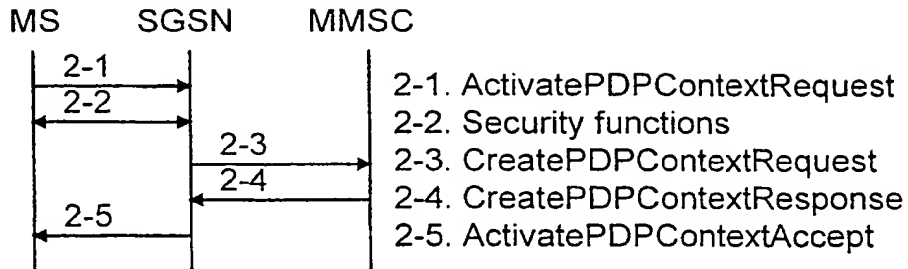 MS SGSN MMSC
2-1
2-2
2-3
2-4
2-5
2-1. ActivatePDPContextRequest
2-2. Security functions
2-3. CreatePDPContextRequest
2-4. CreatePDPContextResponse
2-5. ActivatePDPContextAccept